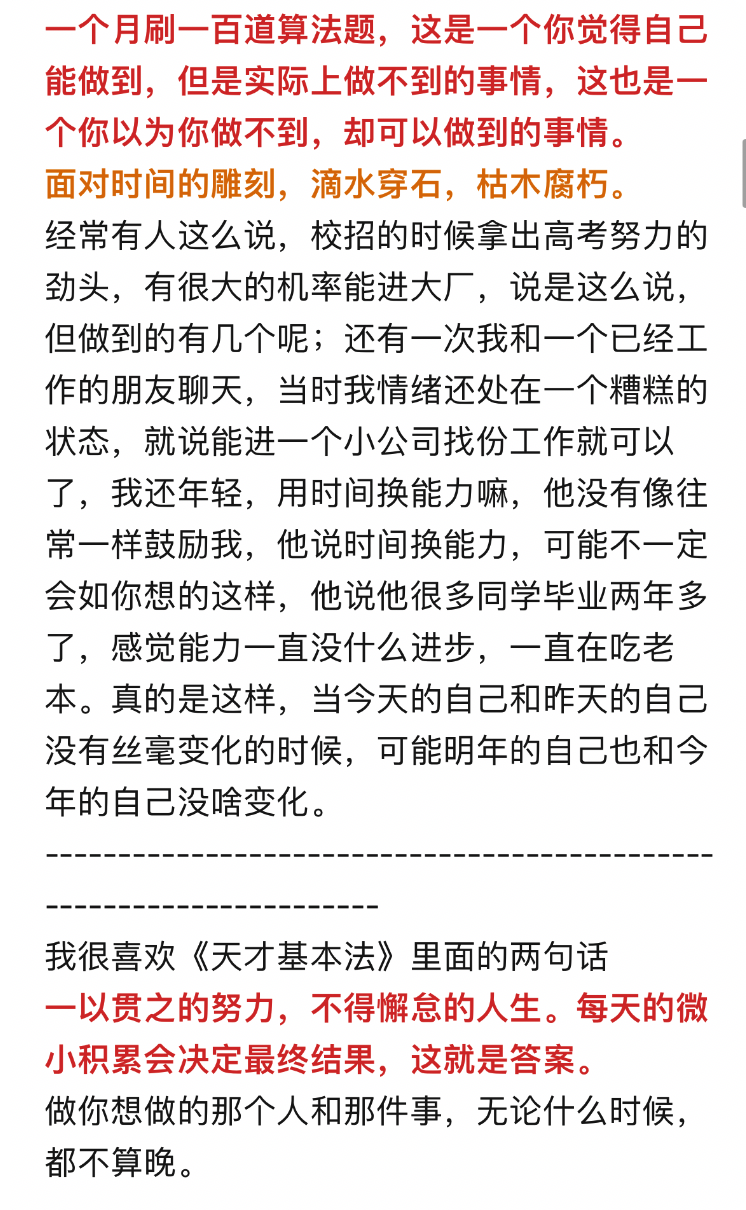 一个月刷一百道算法题，这是一个你觉得自己
能做到，但是实际上做不到的事情，这也是一
个你以为你做不到，却可以做到的事情。
面对时间的雕刻，滴水穿石，枯木腐朽。
经常有人这么说，校招的时候拿出高考努力的
劲头，有很大的机率能进大厂，说是这么说，
但做到的有几个呢；还有一次我和一个已经工
作的朋友聊天，当时我情绪还处在一个糟糕的
状态，就说能进一个小公司找份工作就可以
了，我还年轻，用时间换能力嘛，他没有像往
常一样鼓励我，他说时间换能力，可能不一定
会如你想的这样，他说他很多同学毕业两年多
了，感觉能力一直没什么进步，一直在吃老
本。真的是这样，当今天的自己和昨天的自己
没有丝毫变化的时候，可能明年的自己也和今
年的自己没啥变化。
-----------------------------------------------
-----------------------
我很喜欢《天才基本法》里面的两句话
一以贯之的努力，不得懈怠的人生。每天的微
小积累会决定最终结果，这就是答案。
做你想做的那个人和那件事，无论什么时候，
都不算晚。